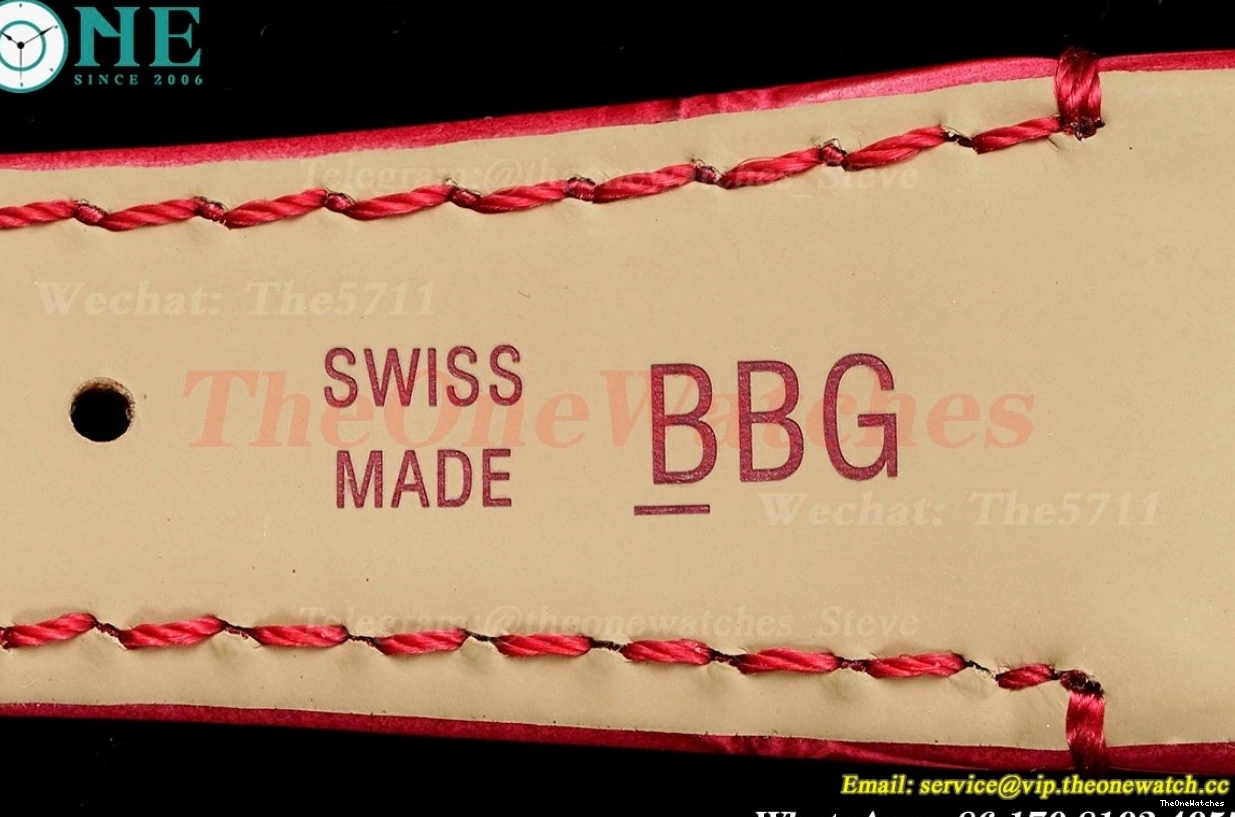 ONE
SINCE 2006
Telegram:@theonewatches_Steve
Wechat: The5711
SWISS
MADE
BBG
TheOneWatches
Wechat: The5711
Telegram:@theonewatches_Steve
Email: service@vip.theonewatch.cc
TheOneWatches